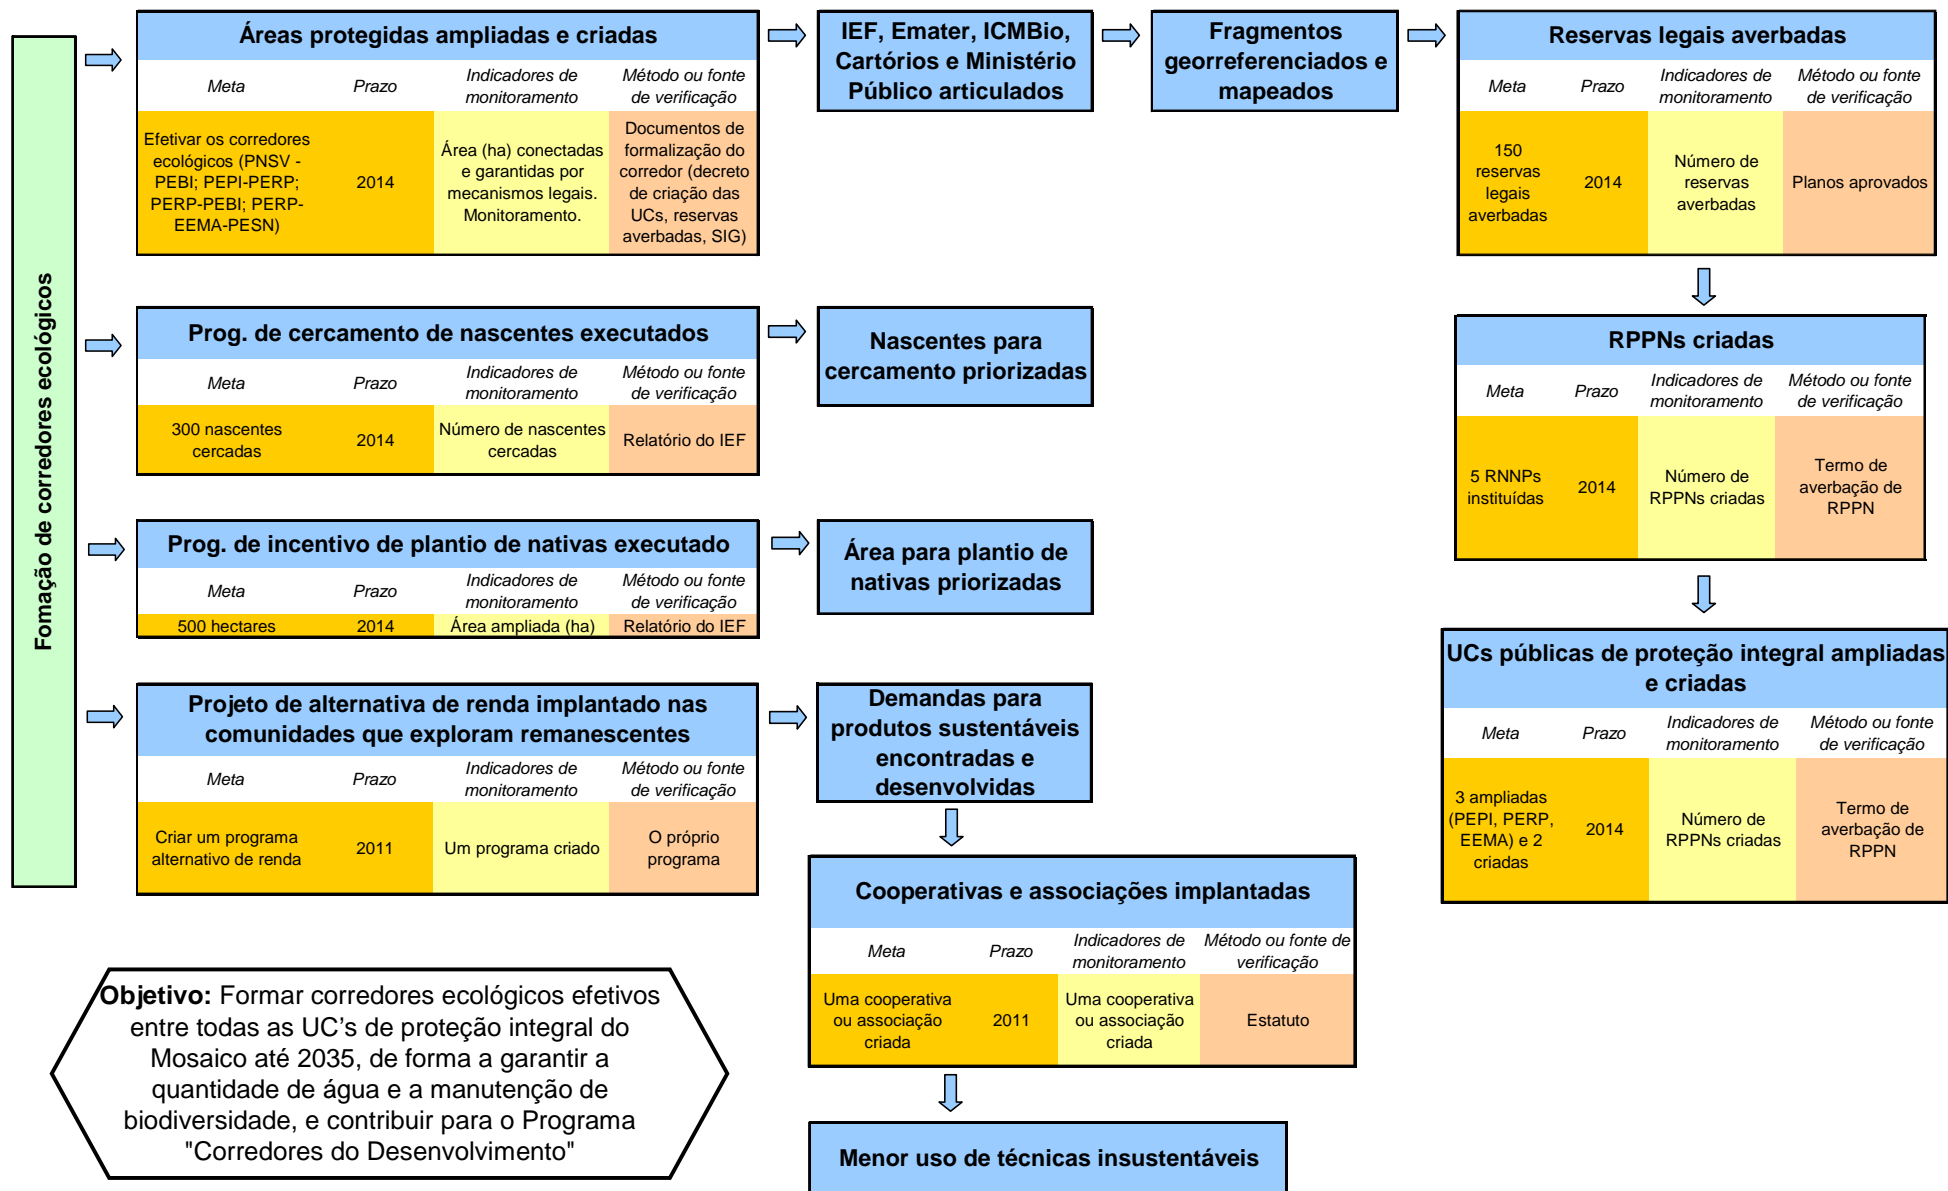 Fomação de corredores ecológicos
Áreas protegidas ampliadas e criadas
Meta
Prazo
Indicadores de
monitoramento
Método ou fonte
de verificação
Efetivar os corredores
ecológicos (PNSV -
PEBI; PEPI-PERP;
PERP-PEBI; PERP-
EEMA-PESN)
2014
Área (ha) conectadas
e garantidas por
mecanismos legais.
Monitoramento.
Documentos de
formalização do
corredor (decreto
de criação das
UCs, reservas
averbadas, SIG)
IEF, Emater, ICMBio,
Cartórios e Ministério
Público articulados
Fragmentos
georreferenciados e
mapeados
Reservas legais averbadas
Meta
Prazo
Indicadores de
monitoramento
Método ou fonte
de verificação
150
reservas
legais
averbadas
2014
Número de
reservas
averbadas
Planos aprovados
RPPNs criadas
Meta
Prazo
Indicadores de
monitoramento
Método ou fonte
de verificação
5 RNNPs
instituídas
2014
Número de
RPPNs criadas
Termo de
averbação de
RPPN
UCs públicas de proteção integral ampliadas
e criadas
Meta
Prazo
Indicadores de
monitoramento
Método ou fonte
de verificação
3 ampliadas
(PEPI, PERP,
EEMA) e 2
criadas
2014
Número de
RPPNs criadas
Termo de
averbação de
RPPN
Prog. de cercamento de nascentes executados
Meta
Prazo
Indicadores de
monitoramento
Método ou fonte
de verificação
300 nascentes
cercadas
2014
Número de nascentes
cercadas
Relatório do IEF
Nascentes para
cercamento priorizadas
Prog. de incentivo de plantio de nativas executado
Meta
Prazo
Indicadores de
monitoramento
Método ou fonte
de verificação
500 hectares
2014
Área ampliada (ha)
Relatório do IEF
Área para plantio de
nativas priorizadas
Projeto de alternativa de renda implantado nas
comunidades que exploram remanescentes
Meta
Prazo
Indicadores de
monitoramento
Método ou fonte
de verificação
Criar um programa
alternativo de renda
2011
Um programa criado
O próprio
programa
Demandas para
produtos sustentáveis
encontradas e
desenvolvidas
Cooperativas e associações implantadas
Meta
Prazo
Indicadores de
monitoramento
Método ou fonte de
verificação
Uma cooperativa
ou associação
criada
2011
Uma cooperativa
ou associação
criada
Estatuto
Menor uso de técnicas insustentáveis
Objetivo: Formar corredores ecológicos efetivos
entre todas as UC's de proteção integral do
Mosaico até 2035, de forma a garantir a
quantidade de água e a manutenção de
biodiversidade, e contribuir para o Programa
"Corredores do Desenvolvimento"